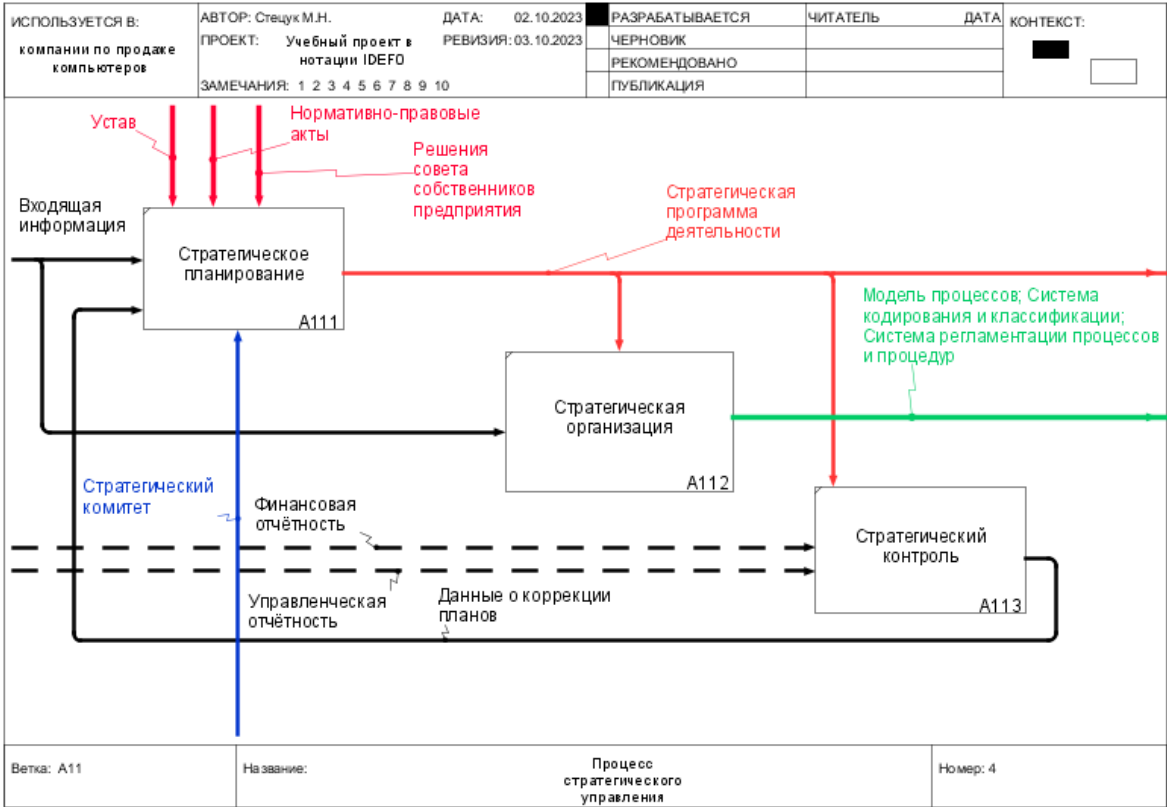 ИСПОЛЬЗУЕТСЯ В:
компании по продаже
компьютеров
АВТОР: Стецук М.Н.
ДАТА: 02.10.2023
ПРОЕКТ: Учебный проект в
нотации IDEF0
РЕВИЗИЯ: 03.10.2023
ЗАМЕЧАНИЯ: 1 2 3 4 5 6 7 8 9 10
РАЗРАБАТЫВАЕТСЯ
ЧЕРНОВИК
РЕКОМЕНДОВАНО
ПУБЛИКАЦИЯ
ЧИТАТЕЛЬ ДАТА
КОНТЕКСТ:
Устав
Нормативно-правовые
акты
Решения
совета
собственников
предприятия
Входящая
информация
Стратегическое
планирование
A111
Стратегическая
программа
деятельности
Модель процессов; Система
кодирования и классификации;
Система регламентации процессов
и процедур
Стратегическая
организация
A112
Стратегический
комитет
Финансовая
отчётность
Стратегический
контроль
A113
Управленческая
отчётность
Данные о коррекции
планов
Ветка: A11
Название:
Процесс
стратегического
управления
Номер: 4